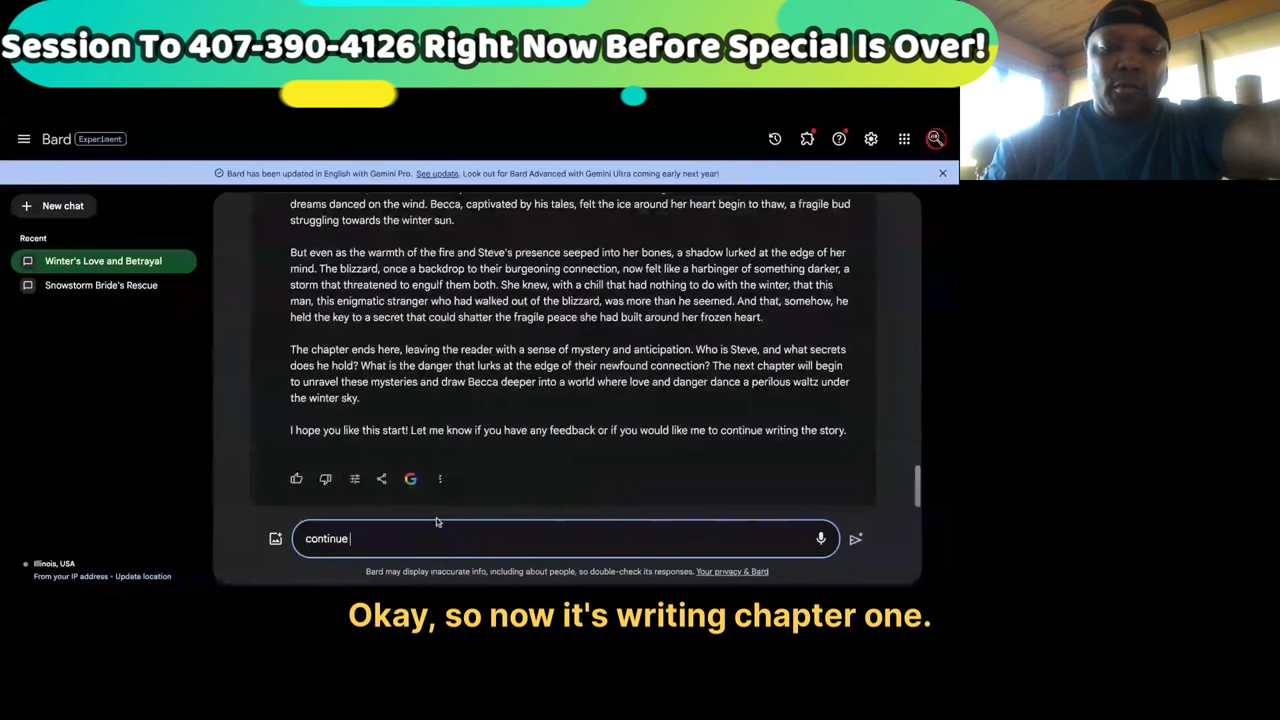 Session To 407-390-4126 Right Now Before Special Is Over!
Bard Experiment
Bard has been updated in English with Gemini Pro. See update. Look out for Bard Advanced with Gemini Ultra coming early next year!
New chat
Recent
Winter's Love and Betrayal
Snowstorm Bride's Rescue
dreams danced on the wind. Becca, captivated by his tales, felt the ice around her heart begin to thaw, a fragile bud
struggling towards the winter sun.
But even as the warmth of the fire and Steve's presence seeped into her bones, a shadow lurked at the edge of her
mind. The blizzard, once a backdrop to their burgeoning connection, now felt like a harbinger of something darker, a
storm that threatened to engulf them both. She knew, with a chill that had nothing to do with the winter, that this
man, this enigmatic stranger who had walked out of the blizzard, was more than he seemed. And that, somehow, he
held the key to a secret that could shatter the fragile peace she had built around her frozen heart.
The chapter ends here, leaving the reader with a sense of mystery and anticipation. Who is Steve, and what secrets
does he hold? What is the danger that lurks at the edge of their newfound connection? The next chapter will begin
to unravel these mysteries and draw Becca deeper into a world where love and danger dance a perilous waltz under
the winter sky.
I hope you like this start! Let me know if you have any feedback or if you would like me to continue writing the story.
continue
Illinois, USA
From your IP address • Update location
Bard may display inaccurate info, including about people, so double-check its responses. Your privacy & Bard
Okay, so now it's writing chapter one.